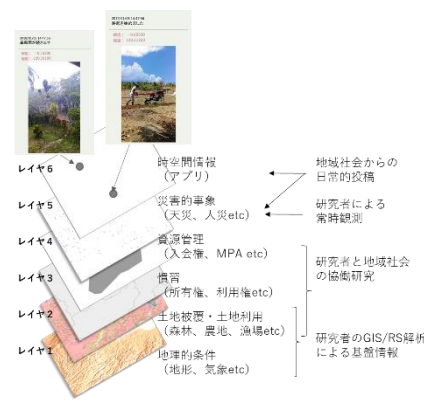 レイヤ6
時空間情報
(アプリ)
地域社会からの
日常的投稿
レイヤ5
災害的事象
(天災、人災etc)
研究者による
常時観測
レイヤ4
資源管理
(入会権、MPA etc)
研究者と地域社会
の協働研究
レイヤ3
慣習
(所有権、利用権etc)
レイヤ2
土地被覆・土地利用
(森林、農地、漁場etc)
研究者のGIS/RS解析
による基盤情報
レイヤ1
地理的条件
(地形、気象etc)